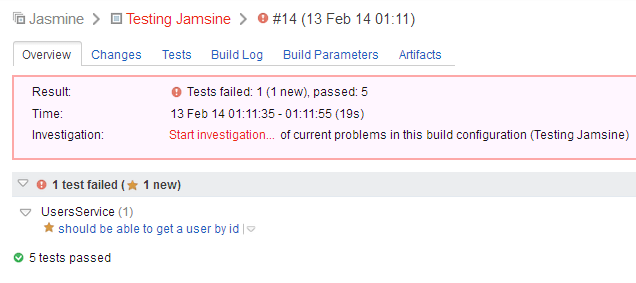 Jasmine > Testing Jamsine > #14 (13 Feb 14 01:11)
Overview Changes Tests Build Log Build Parameters Artifacts
Result: Tests failed: 1 (1 new), passed: 5
Time: 13 Feb 14 01:11:35 - 01:11:55 (19s)
Investigation: Start investigation... of current problems in this build configuration (Testing Jamsine)
1 test failed ( 1 new)
UsersService (1)
should be able to get a user by id
5 tests passed